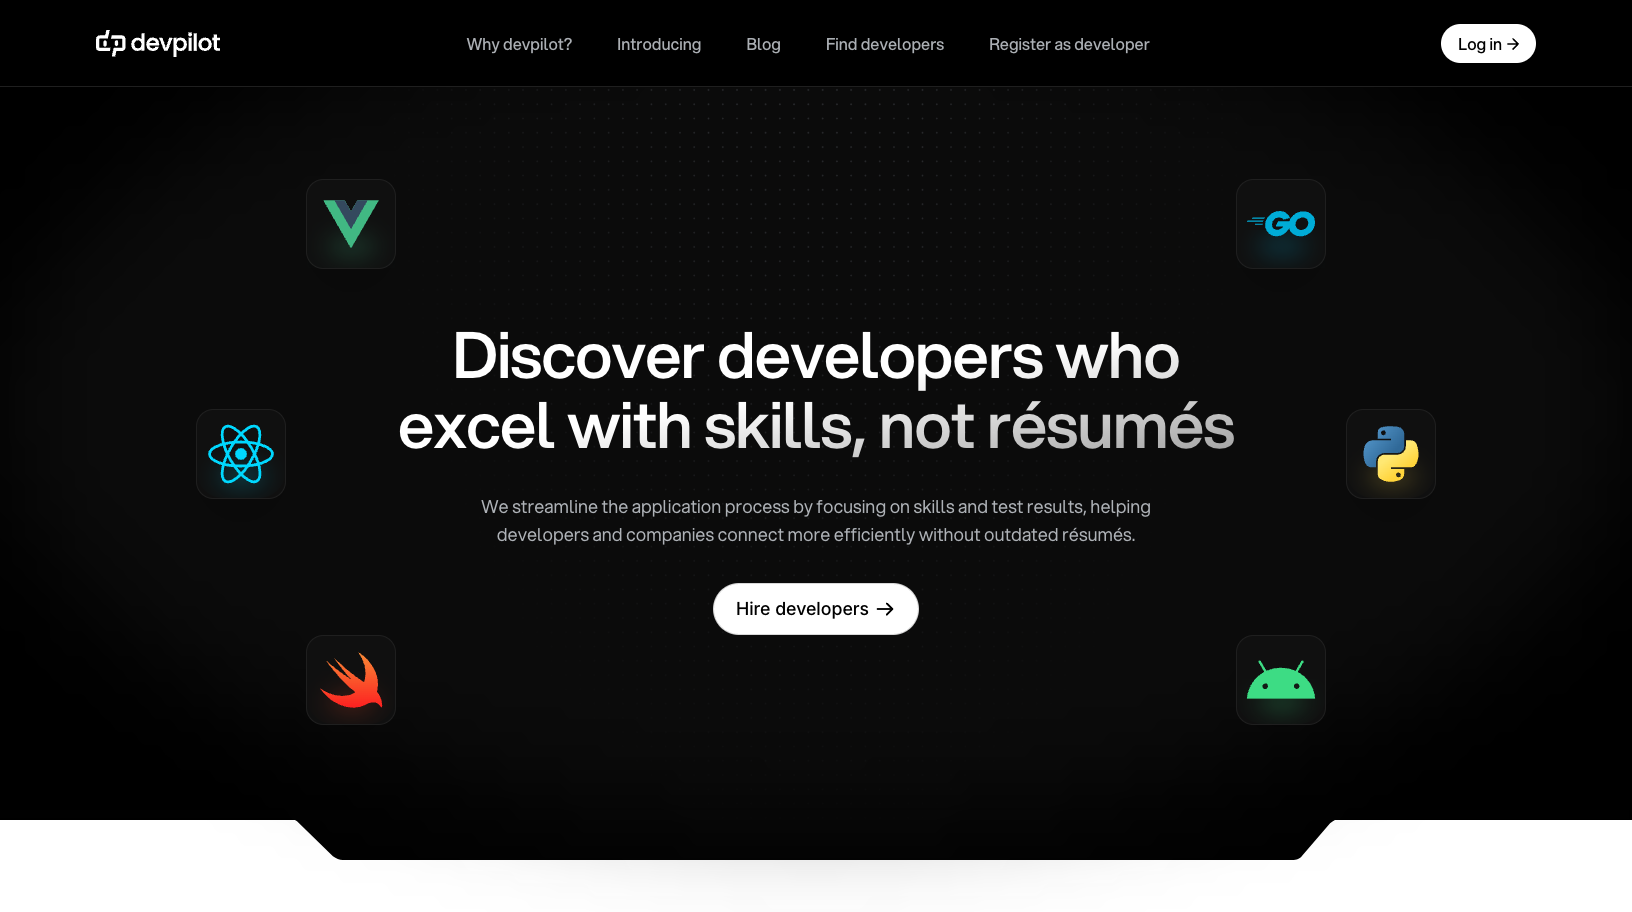 devpilot
Why devpilot?
Introducing
Blog
Find developers
Register as developer
Log in
GO
Discover developers who
excel with skills, not résumés
We streamline the application process by focusing on skills and test results, helping
developers and companies connect more efficiently without outdated résumés.
Hire developers